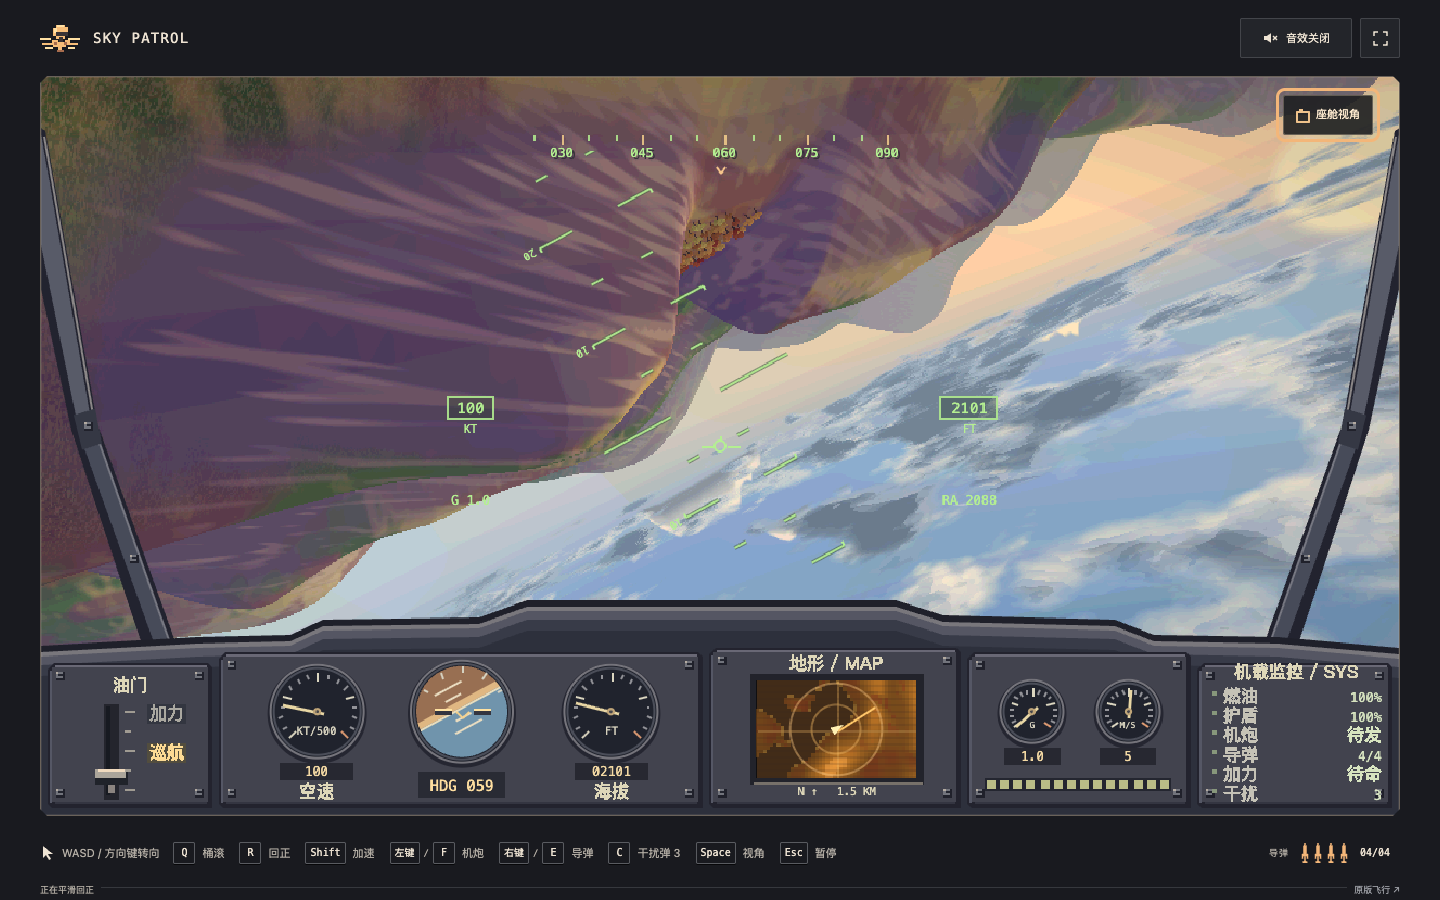 SKY PATROL
音效关闭
座舱视角
030 045 060 075 090
20
10
100
KT
2101
FT
G 1.0
RA 2088
油门
加力
巡航
KT/500
100
空速
HDG 059
FT
02101
海拔
地形 / MAP
N ↑ 1.5 KM
G
1.0
M/S
5
机载监控 / SYS
燃油 100%
护盾 100%
机炮 待发
导弹 4/4
加力 待命
干扰 3
WASD / 方向键转向 Q 桶滚 R 回正 Shift 加速 左键 / F 机炮 右键 / E 导弹 C 干扰弹 3 Space 视角 Esc 暂停
导弹 04/04
正在平滑回正
原版飞行 ↗